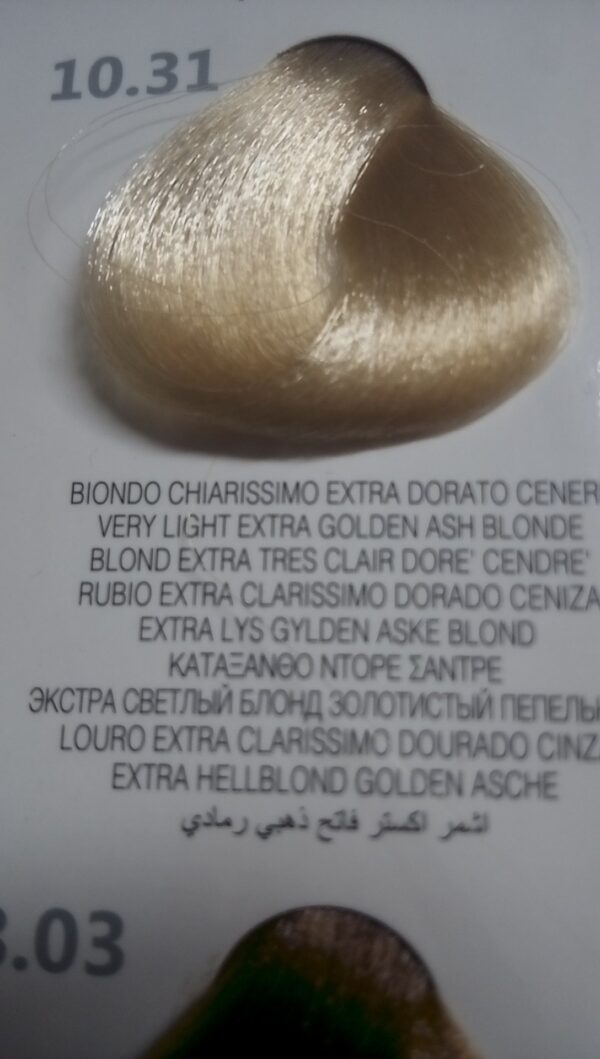 10.31
BIONDO CHIARISSIMO EXTRA DORATO CENER
VERY LIGHT EXTRA GOLDEN ASH BLONDE
BLOND EXTRA TRES CLAIR DORE' CENDRE'
RUBIO EXTRA CLARISSIMO DORADO CENIZA
EXTRA LYS GYLDEN ASKE BLOND
ΚΑΤΑΞΑΝΘΟ ΝΤΟΡΕ ΣΑΝΤΡΕ
ЭКСТРА СВЕТЛЫЙ БЛОНД ЗОЛОТИСТЫЙ ПЕПЕЛЬ
LOURO EXTRA CLARISSIMO DOURADO CINZ
EXTRA HELLBLOND GOLDEN ASCHE
اشقر اكستر فاتح ذهبي رمادي
.03